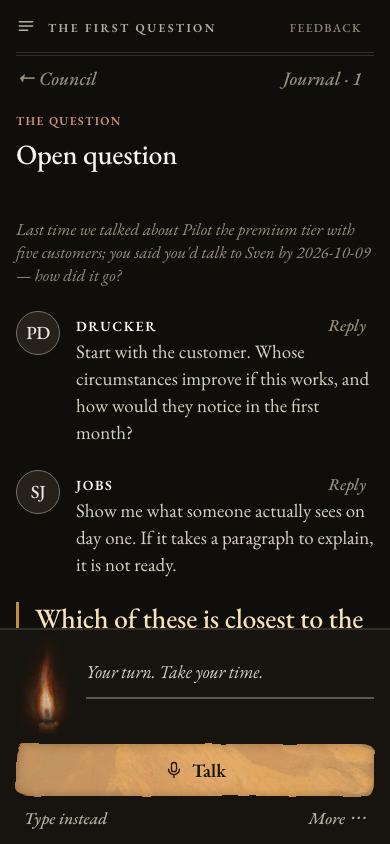 THE FIRST QUESTION
FEEDBACK
← Council
Journal · 1
THE QUESTION
Open question
Last time we talked about Pilot the premium tier with
five customers; you said you'd talk to Sven by 2026-10-09
— how did it go?
PD
DRUCKER
Reply
Start with the customer. Whose
circumstances improve if this works, and
how would they notice in the first
month?
SJ
JOBS
Reply
Show me what someone actually sees on
day one. If it takes a paragraph to explain,
it is not ready.
Which of these is closest to the
Your turn. Take your time.
Talk
Type instead
More ···